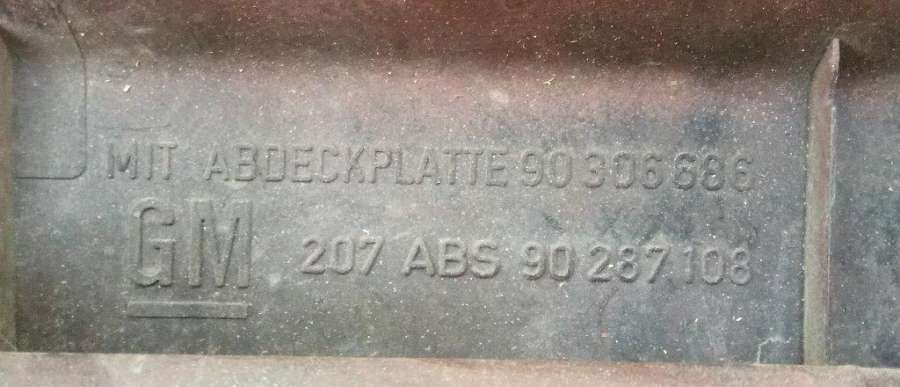 MIT ABDECKPLATTE 90 306 686
GM 207 ABS 90 287 108